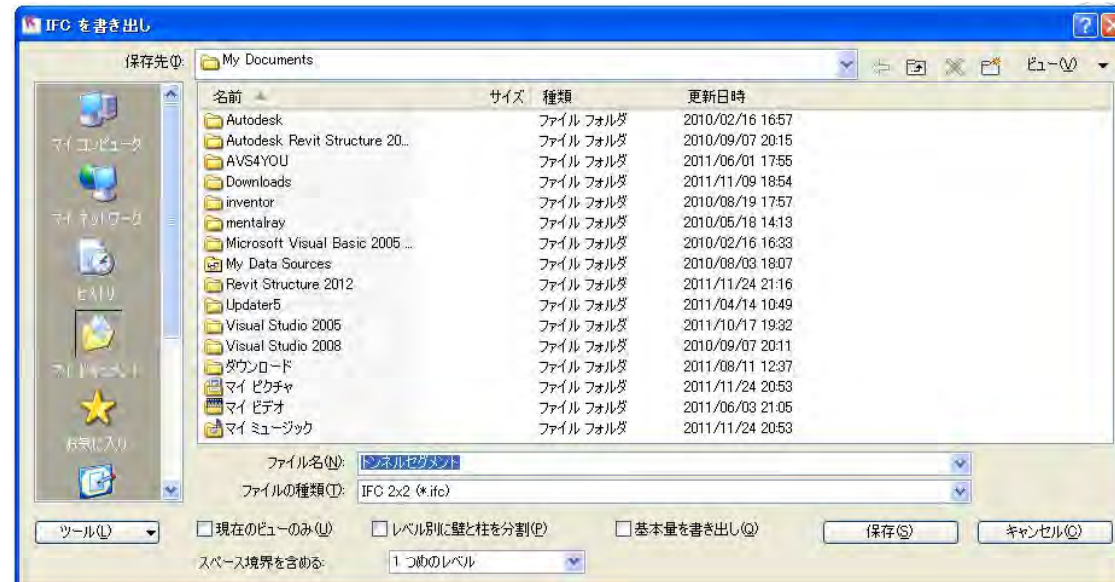 IFC を書き出し
保存先(I):
My Documents
ビュー(V)
名前 サイズ 種類 更新日時
Autodesk ファイル フォルダ 2010/02/16 16:57
Autodesk Revit Structure 20... ファイル フォルダ 2010/09/07 20:15
AVS4YOU ファイル フォルダ 2011/06/01 17:55
Downloads ファイル フォルダ 2011/11/09 18:54
inventor ファイル フォルダ 2010/08/19 17:57
mentalray ファイル フォルダ 2010/05/18 14:13
Microsoft Visual Basic 2005 ... ファイル フォルダ 2010/02/16 16:33
My Data Sources ファイル フォルダ 2010/08/03 18:07
Revit Structure 2012 ファイル フォルダ 2011/11/24 21:16
Updater5 ファイル フォルダ 2011/04/14 10:49
Visual Studio 2005 ファイル フォルダ 2011/10/17 19:32
Visual Studio 2008 ファイル フォルダ 2010/09/07 20:11
ダウンロード ファイル フォルダ 2011/08/11 12:37
マイ ピクチャ ファイル フォルダ 2011/11/24 20:53
マイ ビデオ ファイル フォルダ 2011/06/03 21:05
マイ ミュージック ファイル フォルダ 2011/11/24 20:53
マイ コンピュータ
マイ ネットワーク
ヒストリ
マイ ドキュメント
お気に入り
ファイル名(N): トンネルセグメント
ファイルの種類(T): IFC 2x2 (*.ifc)
ツール(L)
現在のビューのみ(U)
レベル別に壁と柱を分割(P)
基本量を書き出し(Q)
保存(S)
キャンセル(C)
スペース境界を含める:
1 つめのレベル